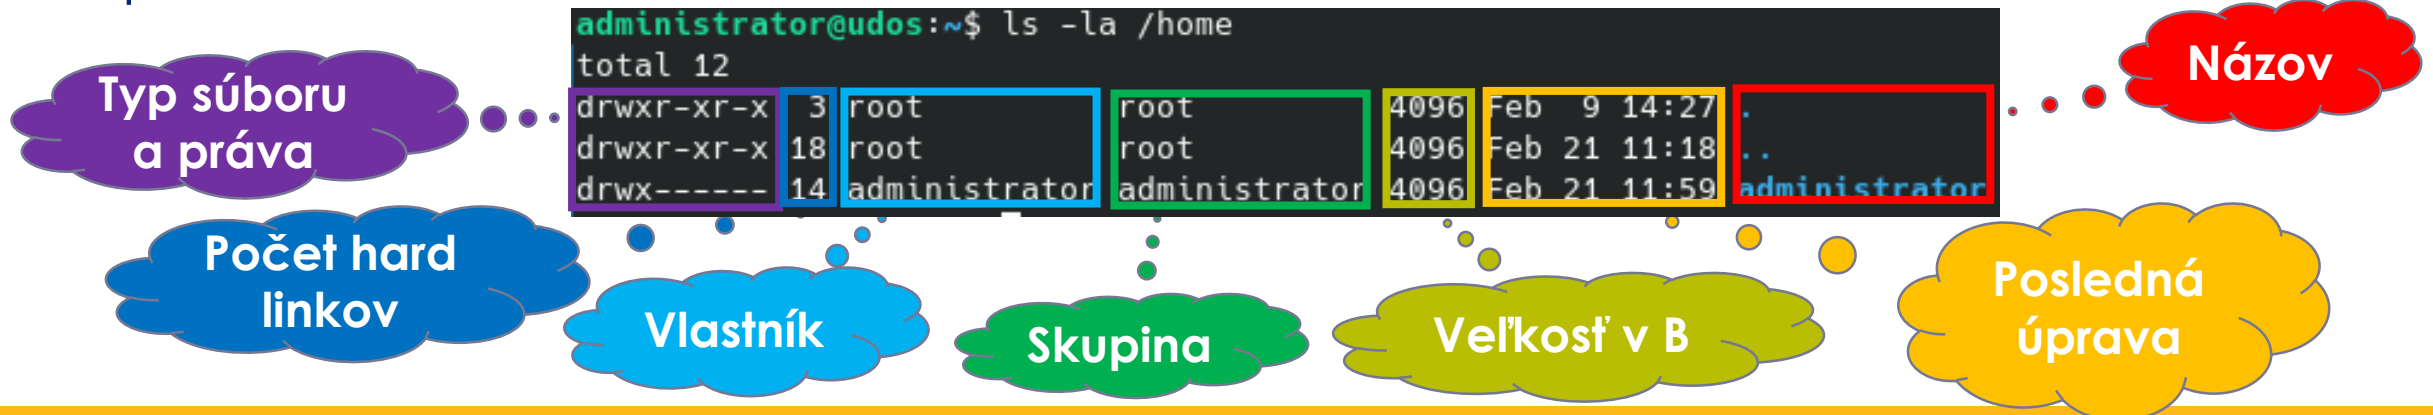 administrator@udos:~$ ls -la /home
total 12
drwxr-xr-x 3 root root 4096 Feb 9 14:27 .
drwxr-xr-x 18 root root 4096 Feb 21 11:18 ..
drwx------ 14 administrator administrator 4096 Feb 21 11:59 administrator
Typ súboru
a práva
Názov
Počet hard
linkov
Vlastník
Skupina
Veľkosť v B
Posledná
úprava